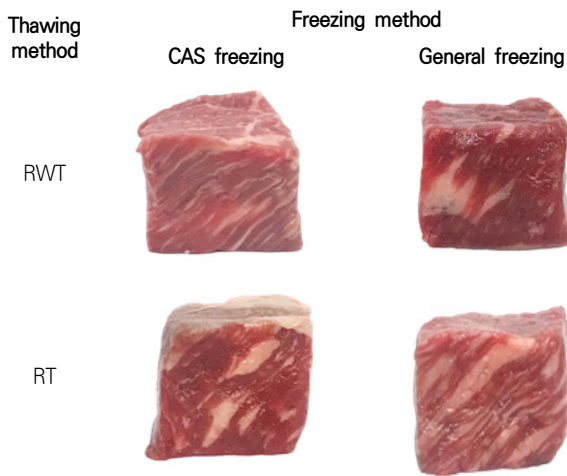 Thawing method
Freezing method
CAS freezing
General freezing
RWT
RT